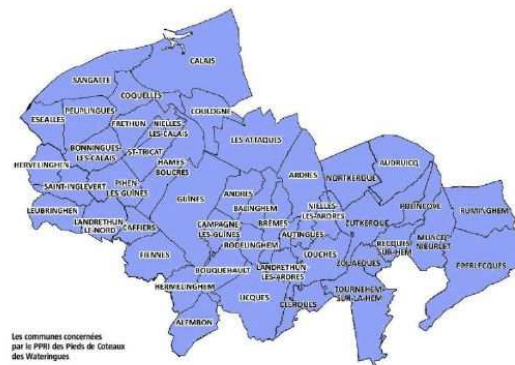 CALAIS
SANGATTE
COQUELLES
PEUPLINGUES
COULOGNE
ESCALLES
FRETHUN
NIELLES-
LES-CALAIS
LES ATTAQUES
BONNINGUES-
LES-CALAIS
ST-TRICAT
HAMES
BOUCRES
HERVELINGHEN
SAINT-INGLEVERT
PIHEN-
LES-GUÎNES
GUÎNES
ANDRES
ARDRES
NORTKERQUE
AUDRUICQ
BALINGHEM
NIELLES-
LES-ARDRES
POLINCOVE
RUMINGHEM
LEUBRINGHEN
LANDRETHUN
LE-NORD
CAFFIERS
CAMPAGNE
LES-GUINES
BRÊMES
AUTINGUES
ZUTKERQUE
RECQUES
SUR-HEM
MUNCQ
NIEURLET
RODELINGHEM
FIENNES
BOUQUEHAULT
LANDRETHUN
LES-ARDRES
LOUCHES
ZOUAFQUES
EPERLECQUES
HERMELINGHEM
LICQUES
CLERQUES
TOURNEHEM
SUR-LA-HEM
ALEMBON
Les communes concernées
par le PPRI des Pieds de Coteaux
des Wateringues